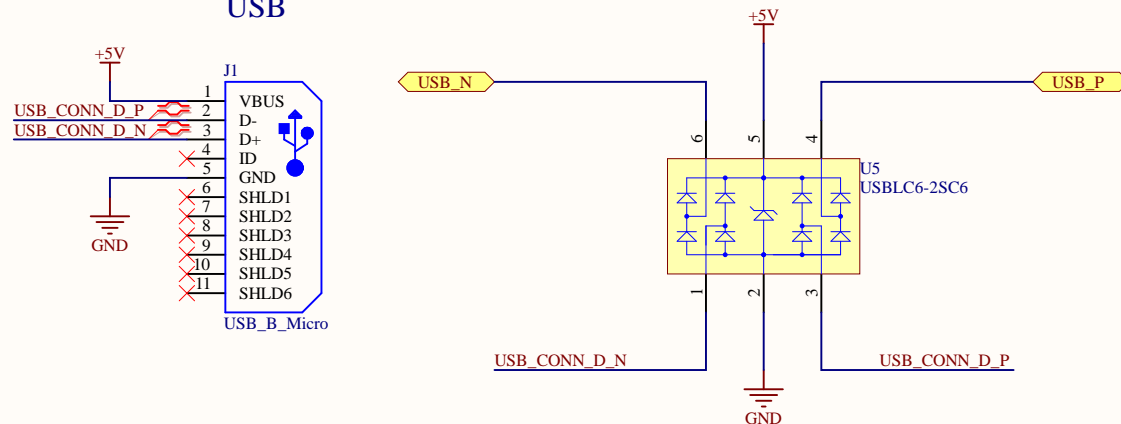 USB
+5V
J1
1 VBUS
USB_CONN_D_P 2 D-
USB_CONN_D_N 3 D+
4 ID
5 GND
6 SHLD1
7 SHLD2
8 SHLD3
9 SHLD4
10 SHLD5
11 SHLD6
GND
USB_B_Micro
+5V
USB_N
USB_P
6 5 4
U5
USBLC6-2SC6
1 2 3
USB_CONN_D_N
USB_CONN_D_P
GND